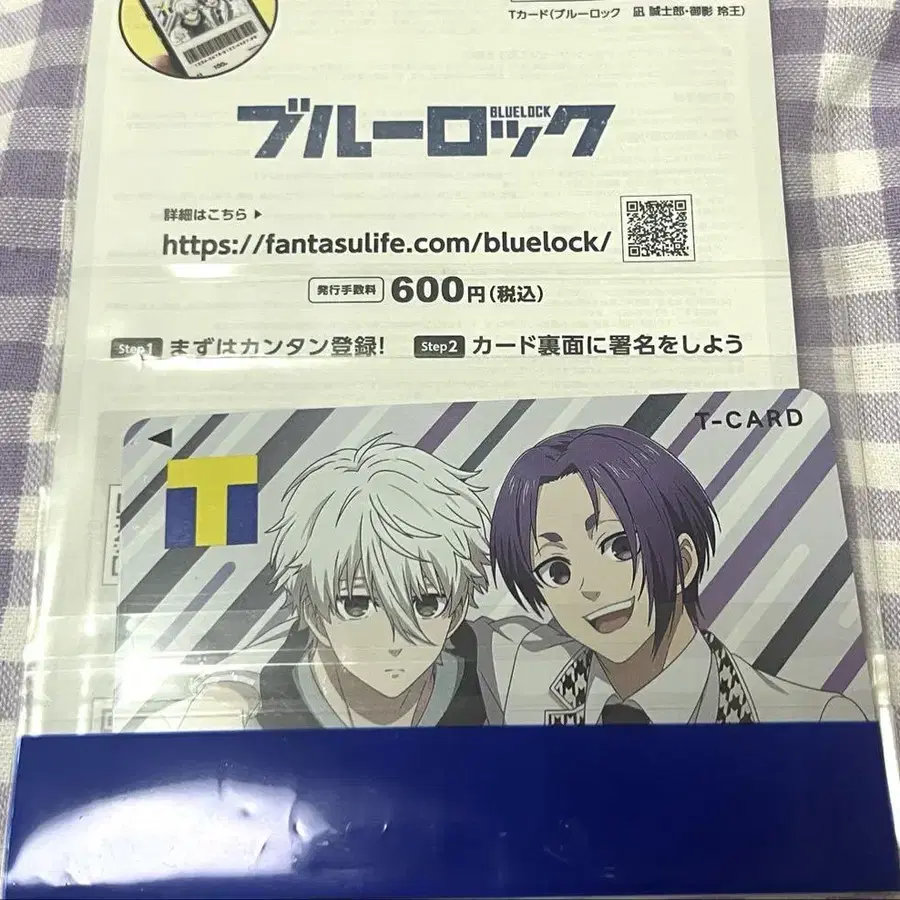 Tカード(ブルーロック 凪 誠士郎・御影 玲王)
BLUELOCK
ブルーロック
詳細はこちら ▶
https://fantasulife.com/bluelock/
発行手数料 600円(税込)
Step1 まずはカンタン登録! Step2 カード裏面に署名をしよう
T-CARD
T